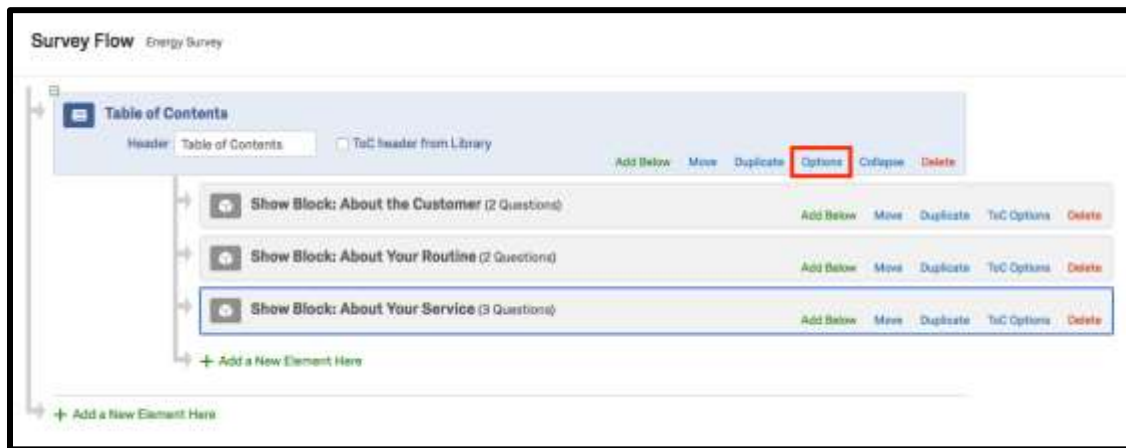 Survey Flow Energy Survey
Table of Contents
Header Table of Contents ToC header from Library
Add Below Move Duplicate Options Collapse Delete
Show Block: About the Customer (2 Questions)
Add Below Move Duplicate ToC Options Delete
Show Block: About Your Routine (2 Questions)
Add Below Move Duplicate ToC Options Delete
Show Block: About Your Service (3 Questions)
Add Below Move Duplicate ToC Options Delete
+ Add a New Element Here
+ Add a New Element Here